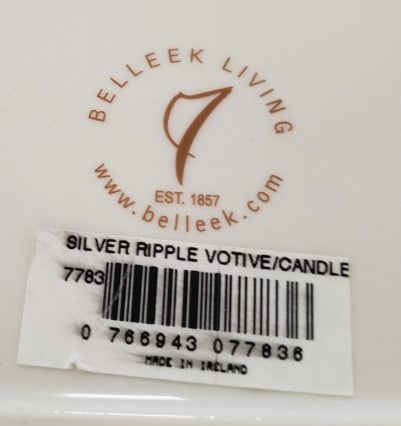 BELLEEK LIVING
EST. 1857
www.belleek.com
SILVER RIPPLE VOTIVE/CANDLE
7783
0 766943 077836
MADE IN IRELAND